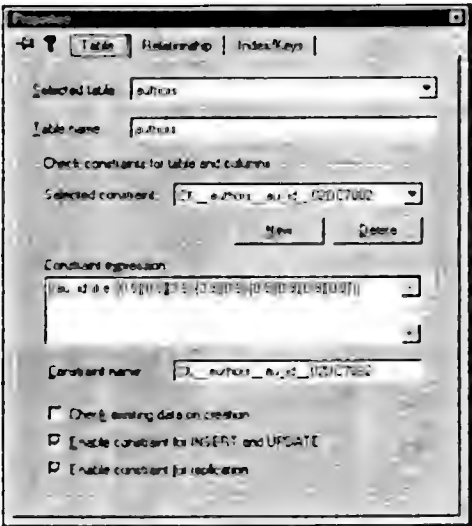 Properties
Table Relationship Index/Keys
Selected table: authors
Table name: authors
Check constraints for table and columns
Selected constraint:
New Delete
Constraint expression:
Constraint name:
Check existing data on creation
Enable constraint for INSERT and UPDATE
Enable constraint for replication